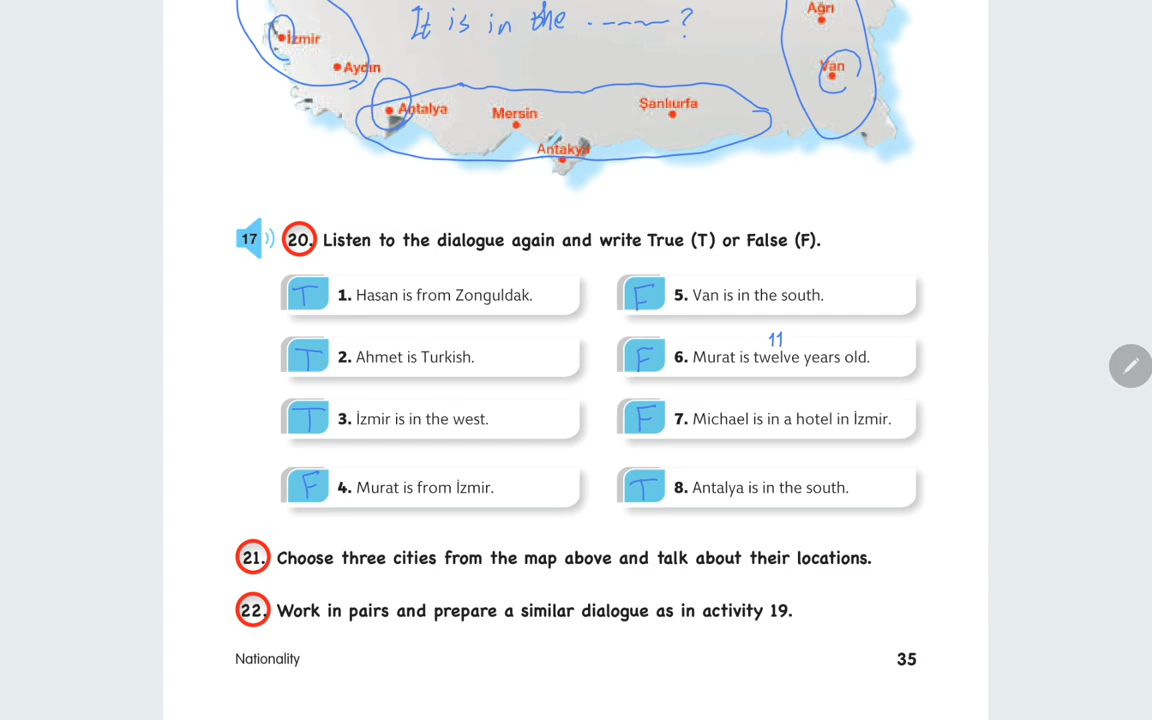 Ağrı
It is in the ----- ?
İzmir
Van
Aydın
Antalya
Mersin
Şanlıurfa
Antakya
17
20. Listen to the dialogue again and write True (T) or False (F).
T 1. Hasan is from Zonguldak.
F 5. Van is in the south.
11
T 2. Ahmet is Turkish.
F 6. Murat is twelve years old.
T 3. İzmir is in the west.
F 7. Michael is in a hotel in İzmir.
F 4. Murat is from İzmir.
T 8. Antalya is in the south.
21. Choose three cities from the map above and talk about their locations.
22. Work in pairs and prepare a similar dialogue as in activity 19.
Nationality
35